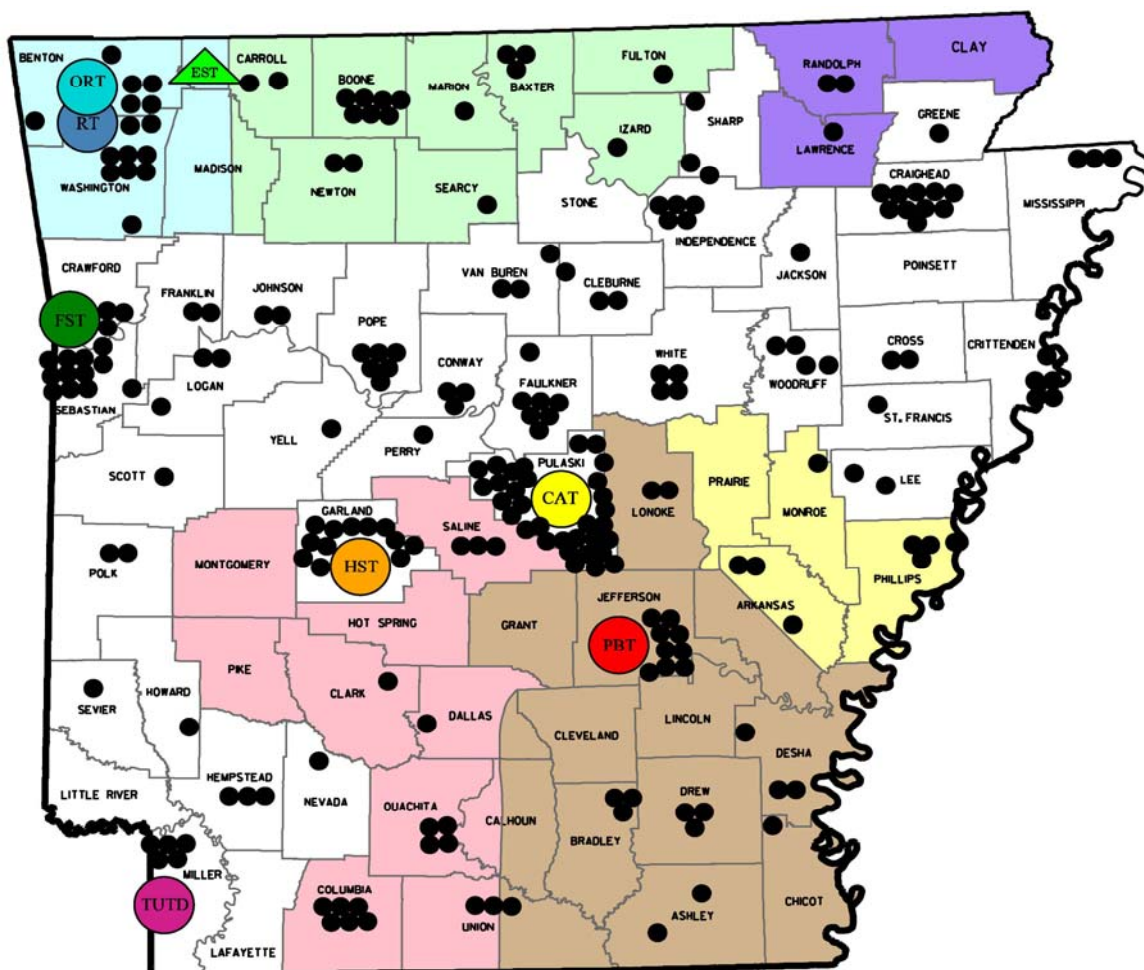 BENTON
ORT
RT
WASHINGTON
MADISON
EST
CARROLL
BOONE
MARION
BAXTER
FULTON
SHARP
RANDOLPH
CLAY
LAWRENCE
GREENE
IZARD
NEWTON
SEARCY
STONE
INDEPENDENCE
CRAIGHEAD
MISSISSIPPI
JACKSON
POINSETT
CRAWFORD
FRANKLIN
JOHNSON
VAN BUREN
CLEBURNE
FST
POPE
CONWAY
LOGAN
SEBASTIAN
FAULKNER
WHITE
WOODRUFF
CROSS
CRITTENDEN
ST. FRANCIS
YELL
PERRY
SCOTT
PULASKI
CAT
LONOKE
PRAIRIE
MONROE
LEE
GARLAND
HST
SALINE
MONTGOMERY
POLK
PHILLIPS
ARKANSAS
HOT SPRING
GRANT
JEFFERSON
PBT
PIKE
CLARK
DALLAS
SEVIER
HOWARD
CLEVELAND
LINCOLN
DESHA
LITTLE RIVER
HEMPSTEAD
NEVADA
OUACHITA
CALHOUN
BRADLEY
DREW
MILLER
TUTD
LAFAYETTE
COLUMBIA
UNION
ASHLEY
CHICOT